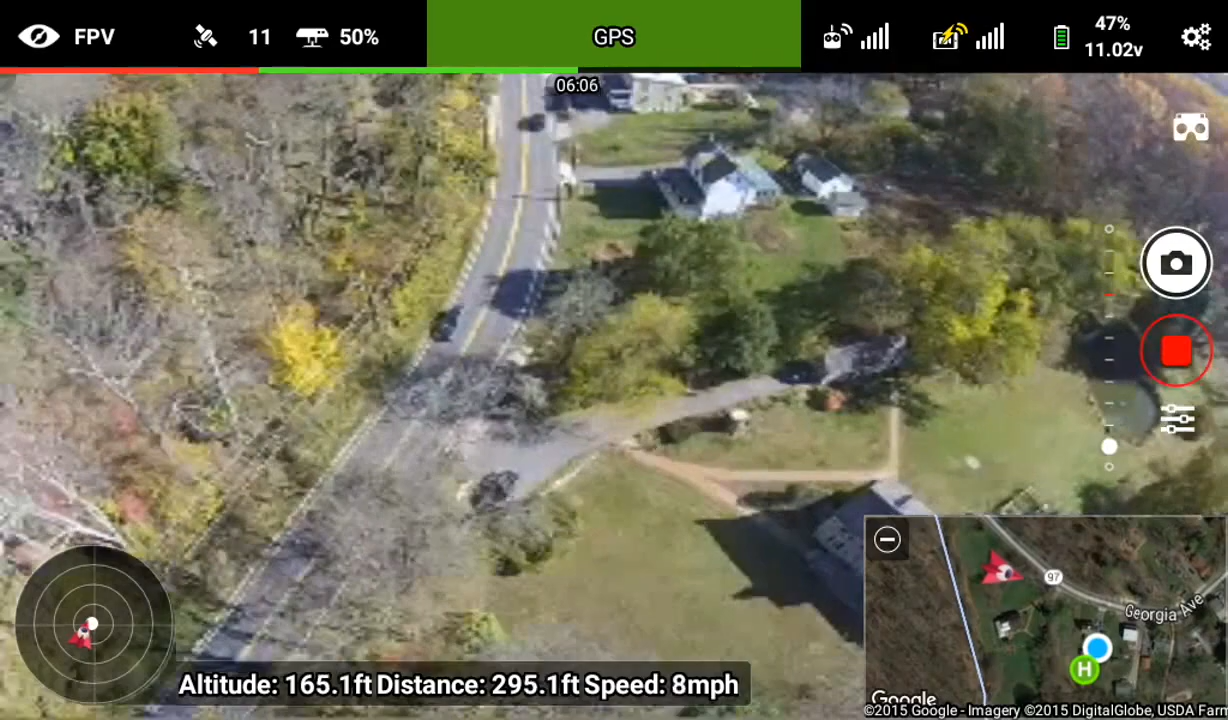 FPV
11
50%
GPS
47%
11.02v
06:06
97
Georgia Ave
H
Altitude: 165.1ft Distance: 295.1ft Speed: 8mph
Google
©2015 Google - Imagery ©2015 DigitalGlobe, USDA Farm